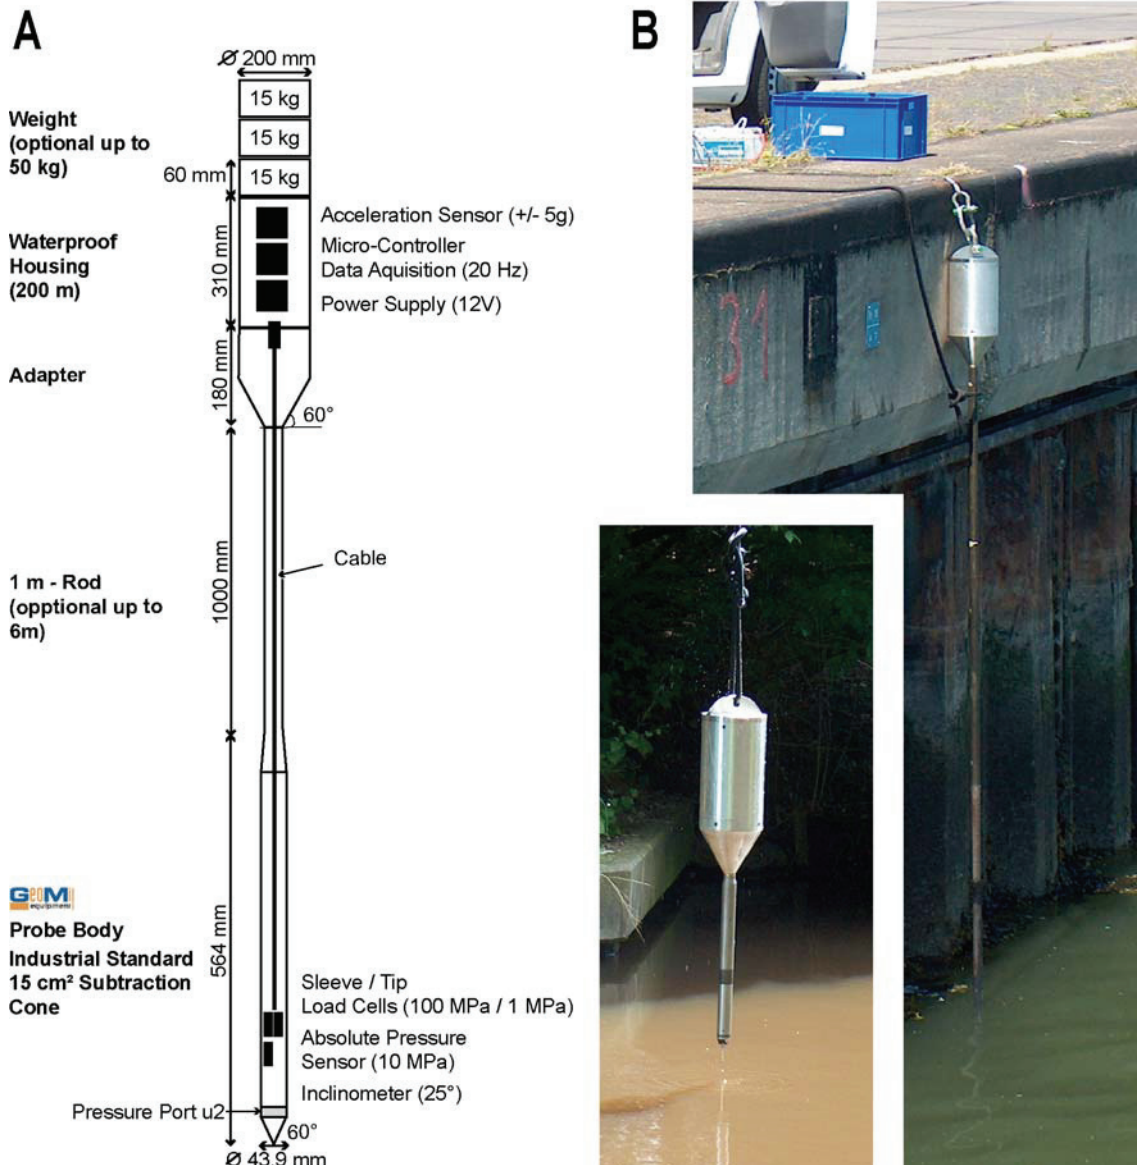 A
Ø 200 mm
15 kg
15 kg
15 kg
Weight
(optional up to
50 kg)
60 mm
Waterproof
Housing
(200 m)
310 mm
Acceleration Sensor (+/- 5g)
Micro-Controller
Data Aquisition (20 Hz)
Power Supply (12V)
Adapter
180 mm
60°
1 m - Rod
(opptional up to
6m)
1000 mm
Cable
GeoMil
equipment
Probe Body
Industrial Standard
15 cm² Subtraction
Cone
564 mm
Sleeve / Tip
Load Cells (100 MPa / 1 MPa)
Absolute Pressure
Sensor (10 MPa)
Inclinometer (25°)
Pressure Port u2
60°
Ø 43.9 mm
B
31